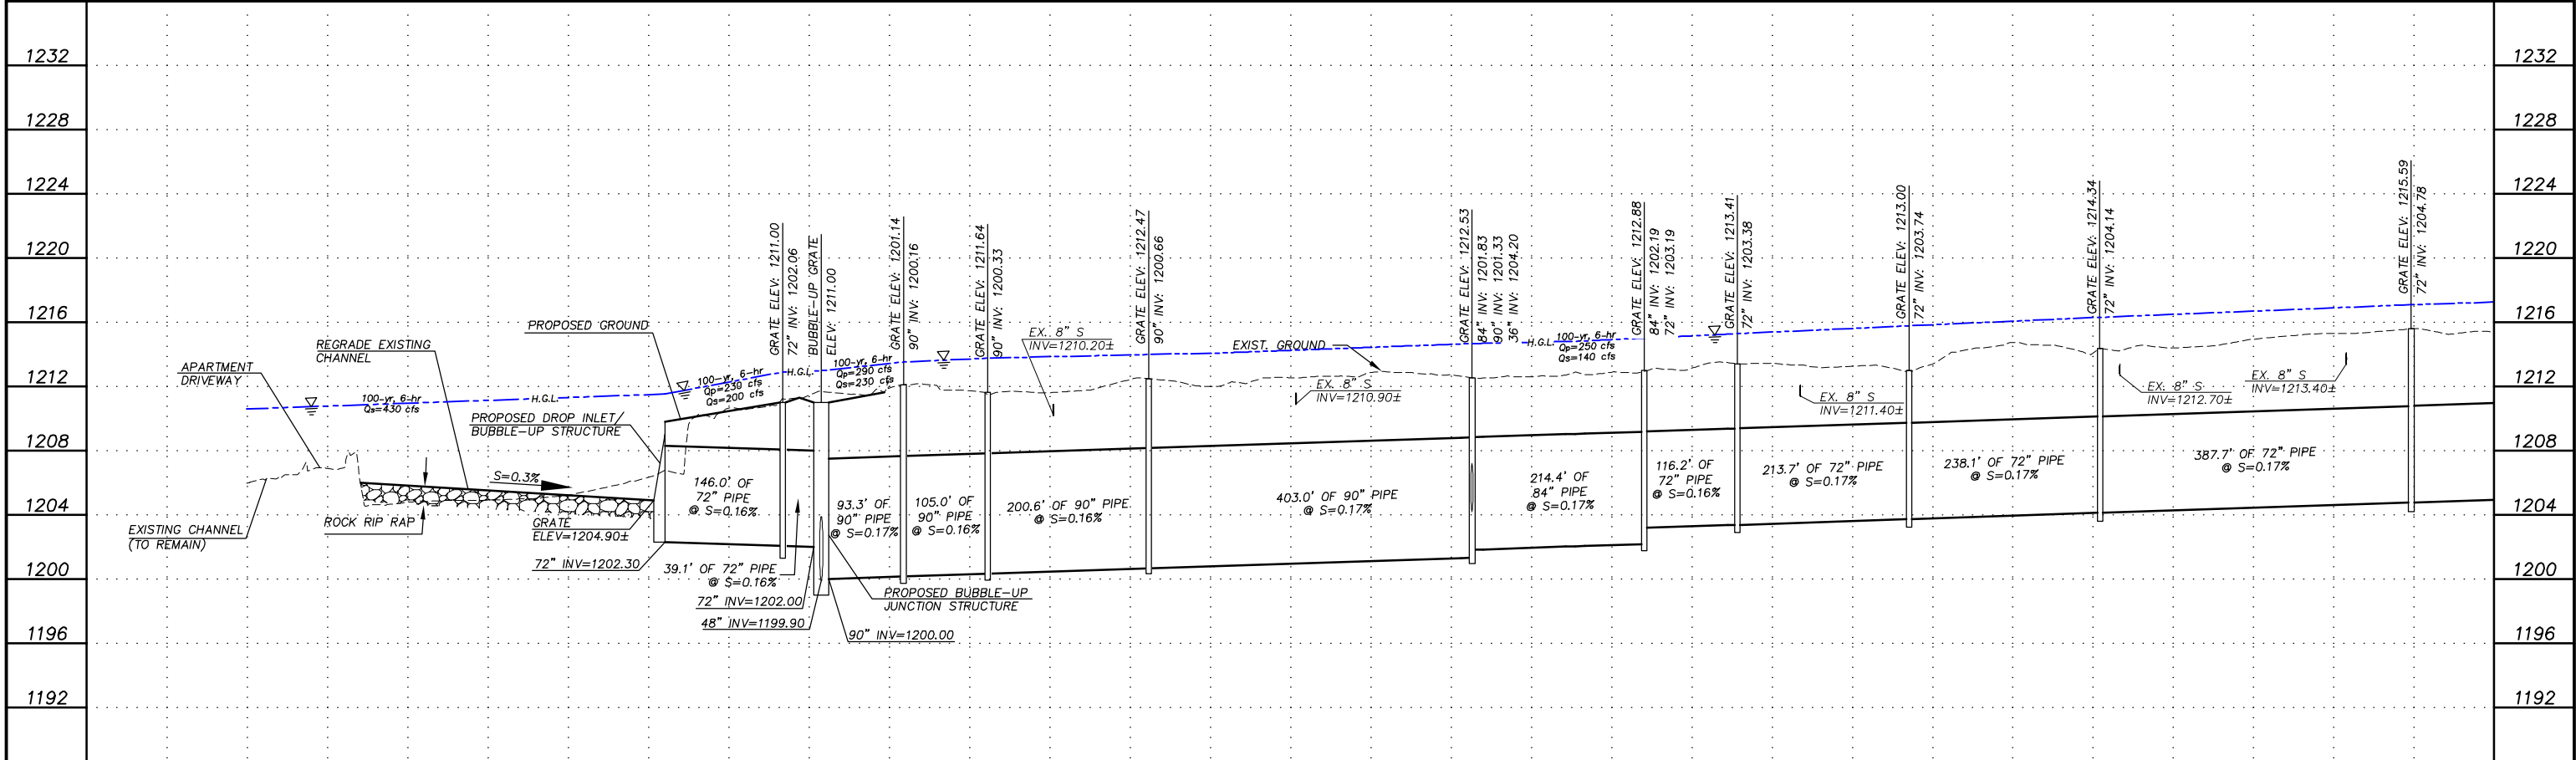 1232
1228
1224
1220
1216
1212
1208
1204
1200
1196
1192
APARTMENT
DRIVEWAY
EXISTING CHANNEL
(TO REMAIN)
REGRADE EXISTING
CHANNEL
ROCK RIP RAP
100-yr, 6-hr
Qs=430 cfs
H.G.L.
S=0.3%
PROPOSED GROUND
PROPOSED DROP INLET/
BUBBLE-UP STRUCTURE
GRATE
ELEV=1204.90±
72" INV=1202.30
100-yr, 6-hr
Qp=230 cfs
Qs=200 cfs
146.0' OF
72" PIPE
@ S=0.16%
39.1' OF 72" PIPE
@ S=0.16%
72" INV=1202.00
48" INV=1199.90
GRATE ELEV: 1211.00
72" INV: 1202.06
H.G.L.
BUBBLE-UP GRATE
ELEV: 1211.00
100-yr, 6-hr
Qp=290 cfs
Qs=230 cfs
93.3' OF
90" PIPE
@ S=0.17%
PROPOSED BUBBLE-UP
JUNCTION STRUCTURE
90" INV=1200.00
GRATE ELEV: 1201.14
90" INV: 1200.16
105.0' OF
90" PIPE
@ S=0.16%
GRATE ELEV: 1211.64
90" INV: 1200.33
EX. 8" S
INV=1210.20±
200.6' OF 90" PIPE
@ S=0.16%
GRATE ELEV: 1212.47
90" INV: 1200.66
EXIST. GROUND
EX. 8" S
INV=1210.90±
403.0' OF 90" PIPE
@ S=0.17%
GRATE ELEV: 1212.53
84" INV: 1201.83
90" INV: 1201.33
36" INV: 1204.20
H.G.L.
100-yr, 6-hr
Qp=250 cfs
Qs=140 cfs
214.4' OF
84" PIPE
@ S=0.17%
GRATE ELEV: 1212.88
84" INV: 1202.19
72" INV: 1203.19
116.2' OF
72" PIPE
@ S=0.16%
GRATE ELEV: 1213.41
72" INV: 1203.38
EX. 8" S
INV=1211.40±
213.7' OF 72" PIPE
@ S=0.17%
GRATE ELEV: 1213.00
72" INV: 1203.74
238.1' OF 72" PIPE
@ S=0.17%
GRATE ELEV: 1214.34
72" INV: 1204.14
EX. 8" S
INV=1212.70±
EX. 8" S
INV=1213.40±
387.7' OF 72" PIPE
@ S=0.17%
GRATE ELEV: 1215.59
72" INV: 1204.78
1232
1228
1224
1220
1216
1212
1208
1204
1200
1196
1192